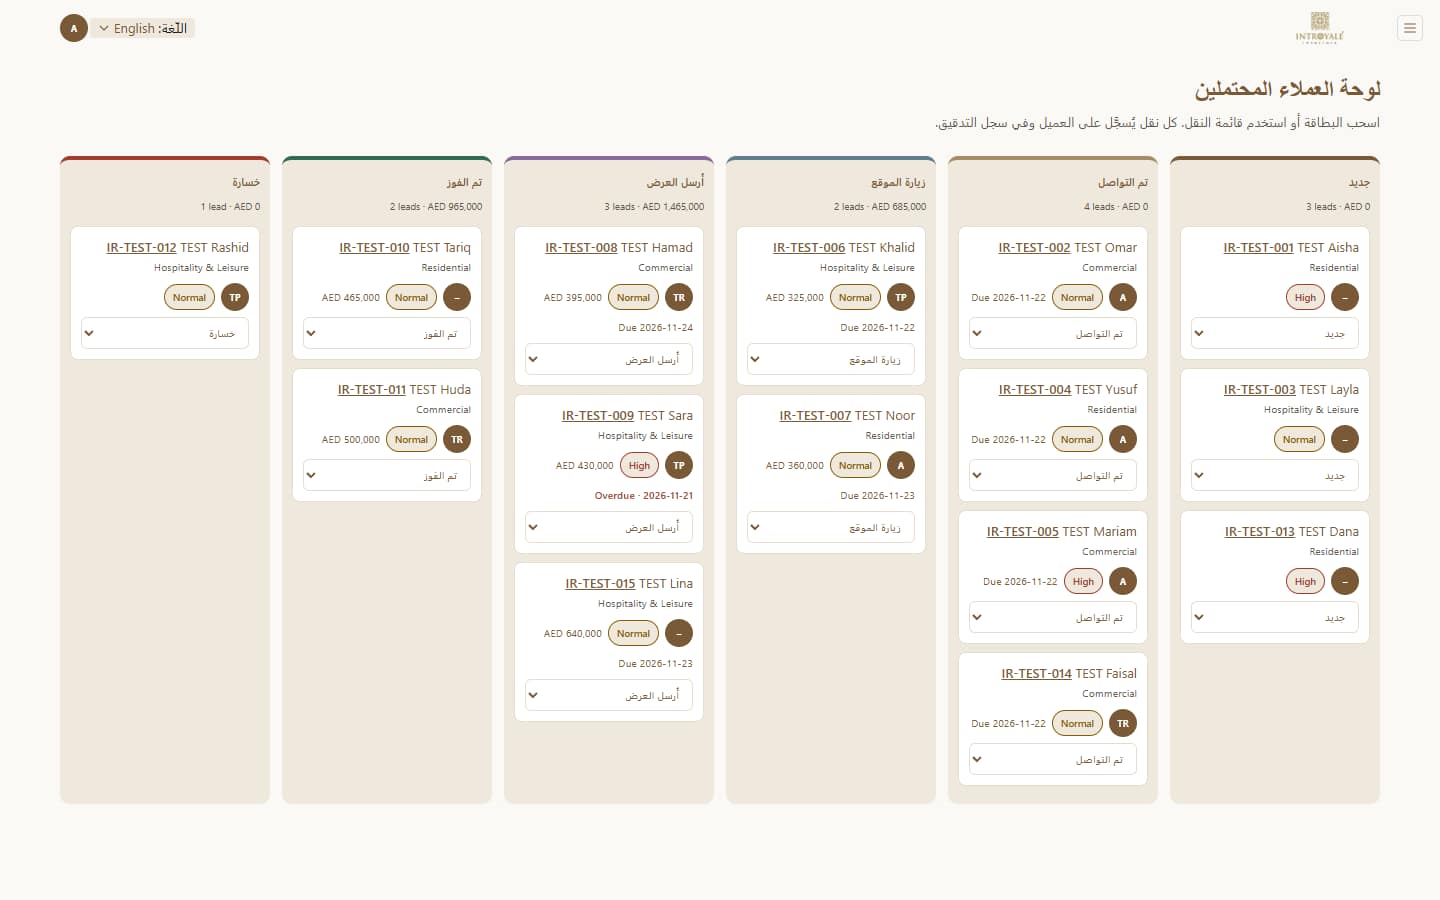 INTROYALE
اللّغة: English
A
لوحة العملاء المحتملين
اسحب البطاقة أو استخدم قائمة النقل. كل نقل يُسجَّل على العميل وفي سجل التدقيق.
جديد
3 leads · AED 0
IR-TEST-001 TEST Aisha
Residential
–
High
جديد
IR-TEST-003 TEST Layla
Hospitality & Leisure
–
Normal
جديد
IR-TEST-013 TEST Dana
Residential
–
High
جديد
تم التواصل
4 leads · AED 0
IR-TEST-002 TEST Omar
Commercial
A
Normal
Due 2026-11-22
تم التواصل
IR-TEST-004 TEST Yusuf
Residential
A
Normal
Due 2026-11-22
تم التواصل
IR-TEST-005 TEST Mariam
Commercial
A
High
Due 2026-11-22
تم التواصل
IR-TEST-014 TEST Faisal
Commercial
TR
Normal
Due 2026-11-22
تم التواصل
زيارة الموقع
2 leads · AED 685,000
IR-TEST-006 TEST Khalid
Hospitality & Leisure
TP
Normal
AED 325,000
Due 2026-11-22
زيارة الموقع
IR-TEST-007 TEST Noor
Residential
A
Normal
AED 360,000
Due 2026-11-23
زيارة الموقع
أُرسل العرض
3 leads · AED 1,465,000
IR-TEST-008 TEST Hamad
Commercial
TR
Normal
AED 395,000
Due 2026-11-24
أُرسل العرض
IR-TEST-009 TEST Sara
Hospitality & Leisure
TP
High
AED 430,000
Overdue · 2026-11-21
أُرسل العرض
IR-TEST-015 TEST Lina
Hospitality & Leisure
–
Normal
AED 640,000
Due 2026-11-23
أُرسل العرض
تم الفوز
2 leads · AED 965,000
IR-TEST-010 TEST Tariq
Residential
–
Normal
AED 465,000
تم الفوز
IR-TEST-011 TEST Huda
Commercial
TR
Normal
AED 500,000
تم الفوز
خسارة
1 lead · AED 0
IR-TEST-012 TEST Rashid
Hospitality & Leisure
TP
Normal
خسارة